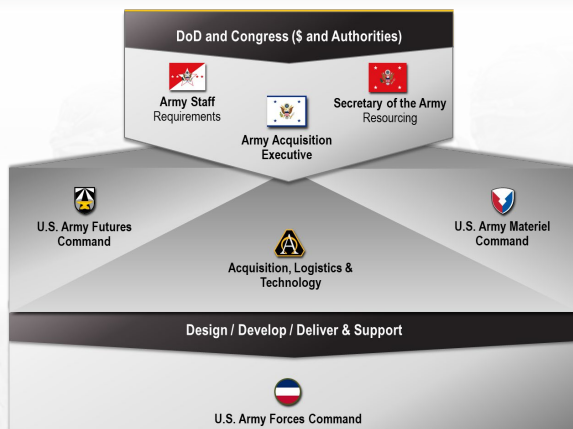 DoD and Congress ($ and Authorities)
Army Staff
Requirements
Secretary of the Army
Resourcing
Army Acquisition
Executive
U.S. Army Futures
Command
U.S. Army Materiel
Command
Acquisition, Logistics &
Technology
Design / Develop / Deliver & Support
U.S. Army Forces Command